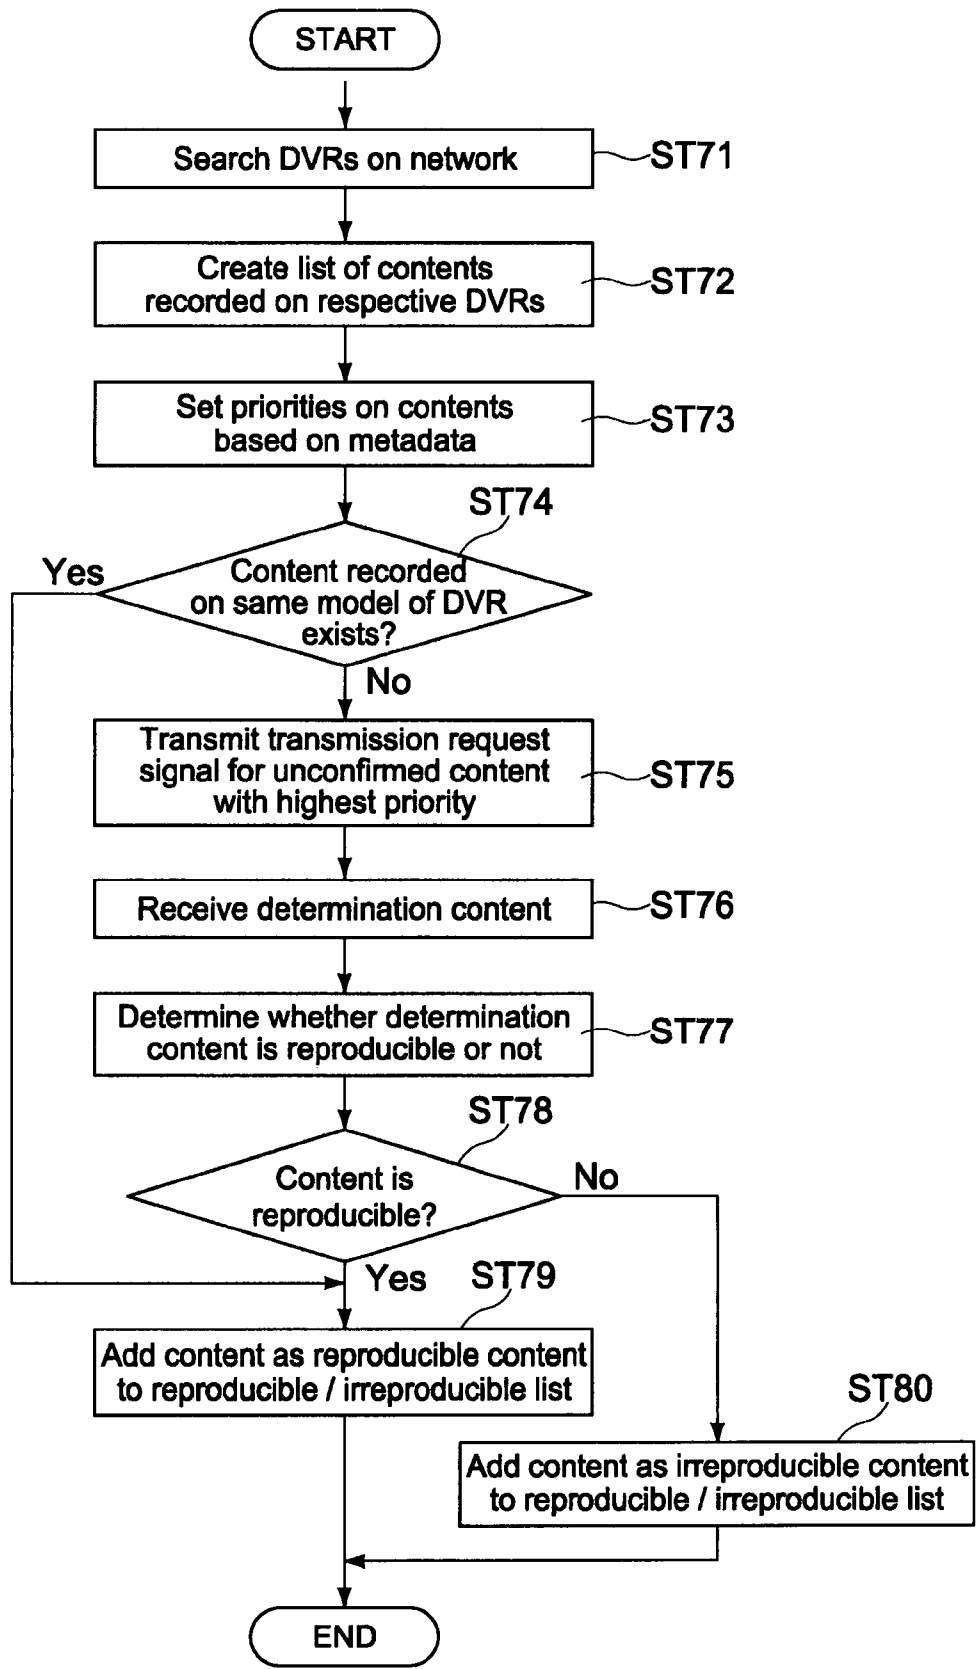 START
Search DVRs on network
ST71
Create list of contents
recorded on respective DVRs
ST72
Set priorities on contents
based on metadata
ST73
ST74
Yes
Content recorded
on same model of DVR
exists?
No
Transmit transmission request
signal for unconfirmed content
with highest priority
ST75
Receive determination content
ST76
Determine whether determination
content is reproducible or not
ST77
ST78
Content is
reproducible?
No
Yes
ST79
Add content as reproducible content
to reproducible / irreproducible list
ST80
Add content as irreproducible content
to reproducible / irreproducible list
END